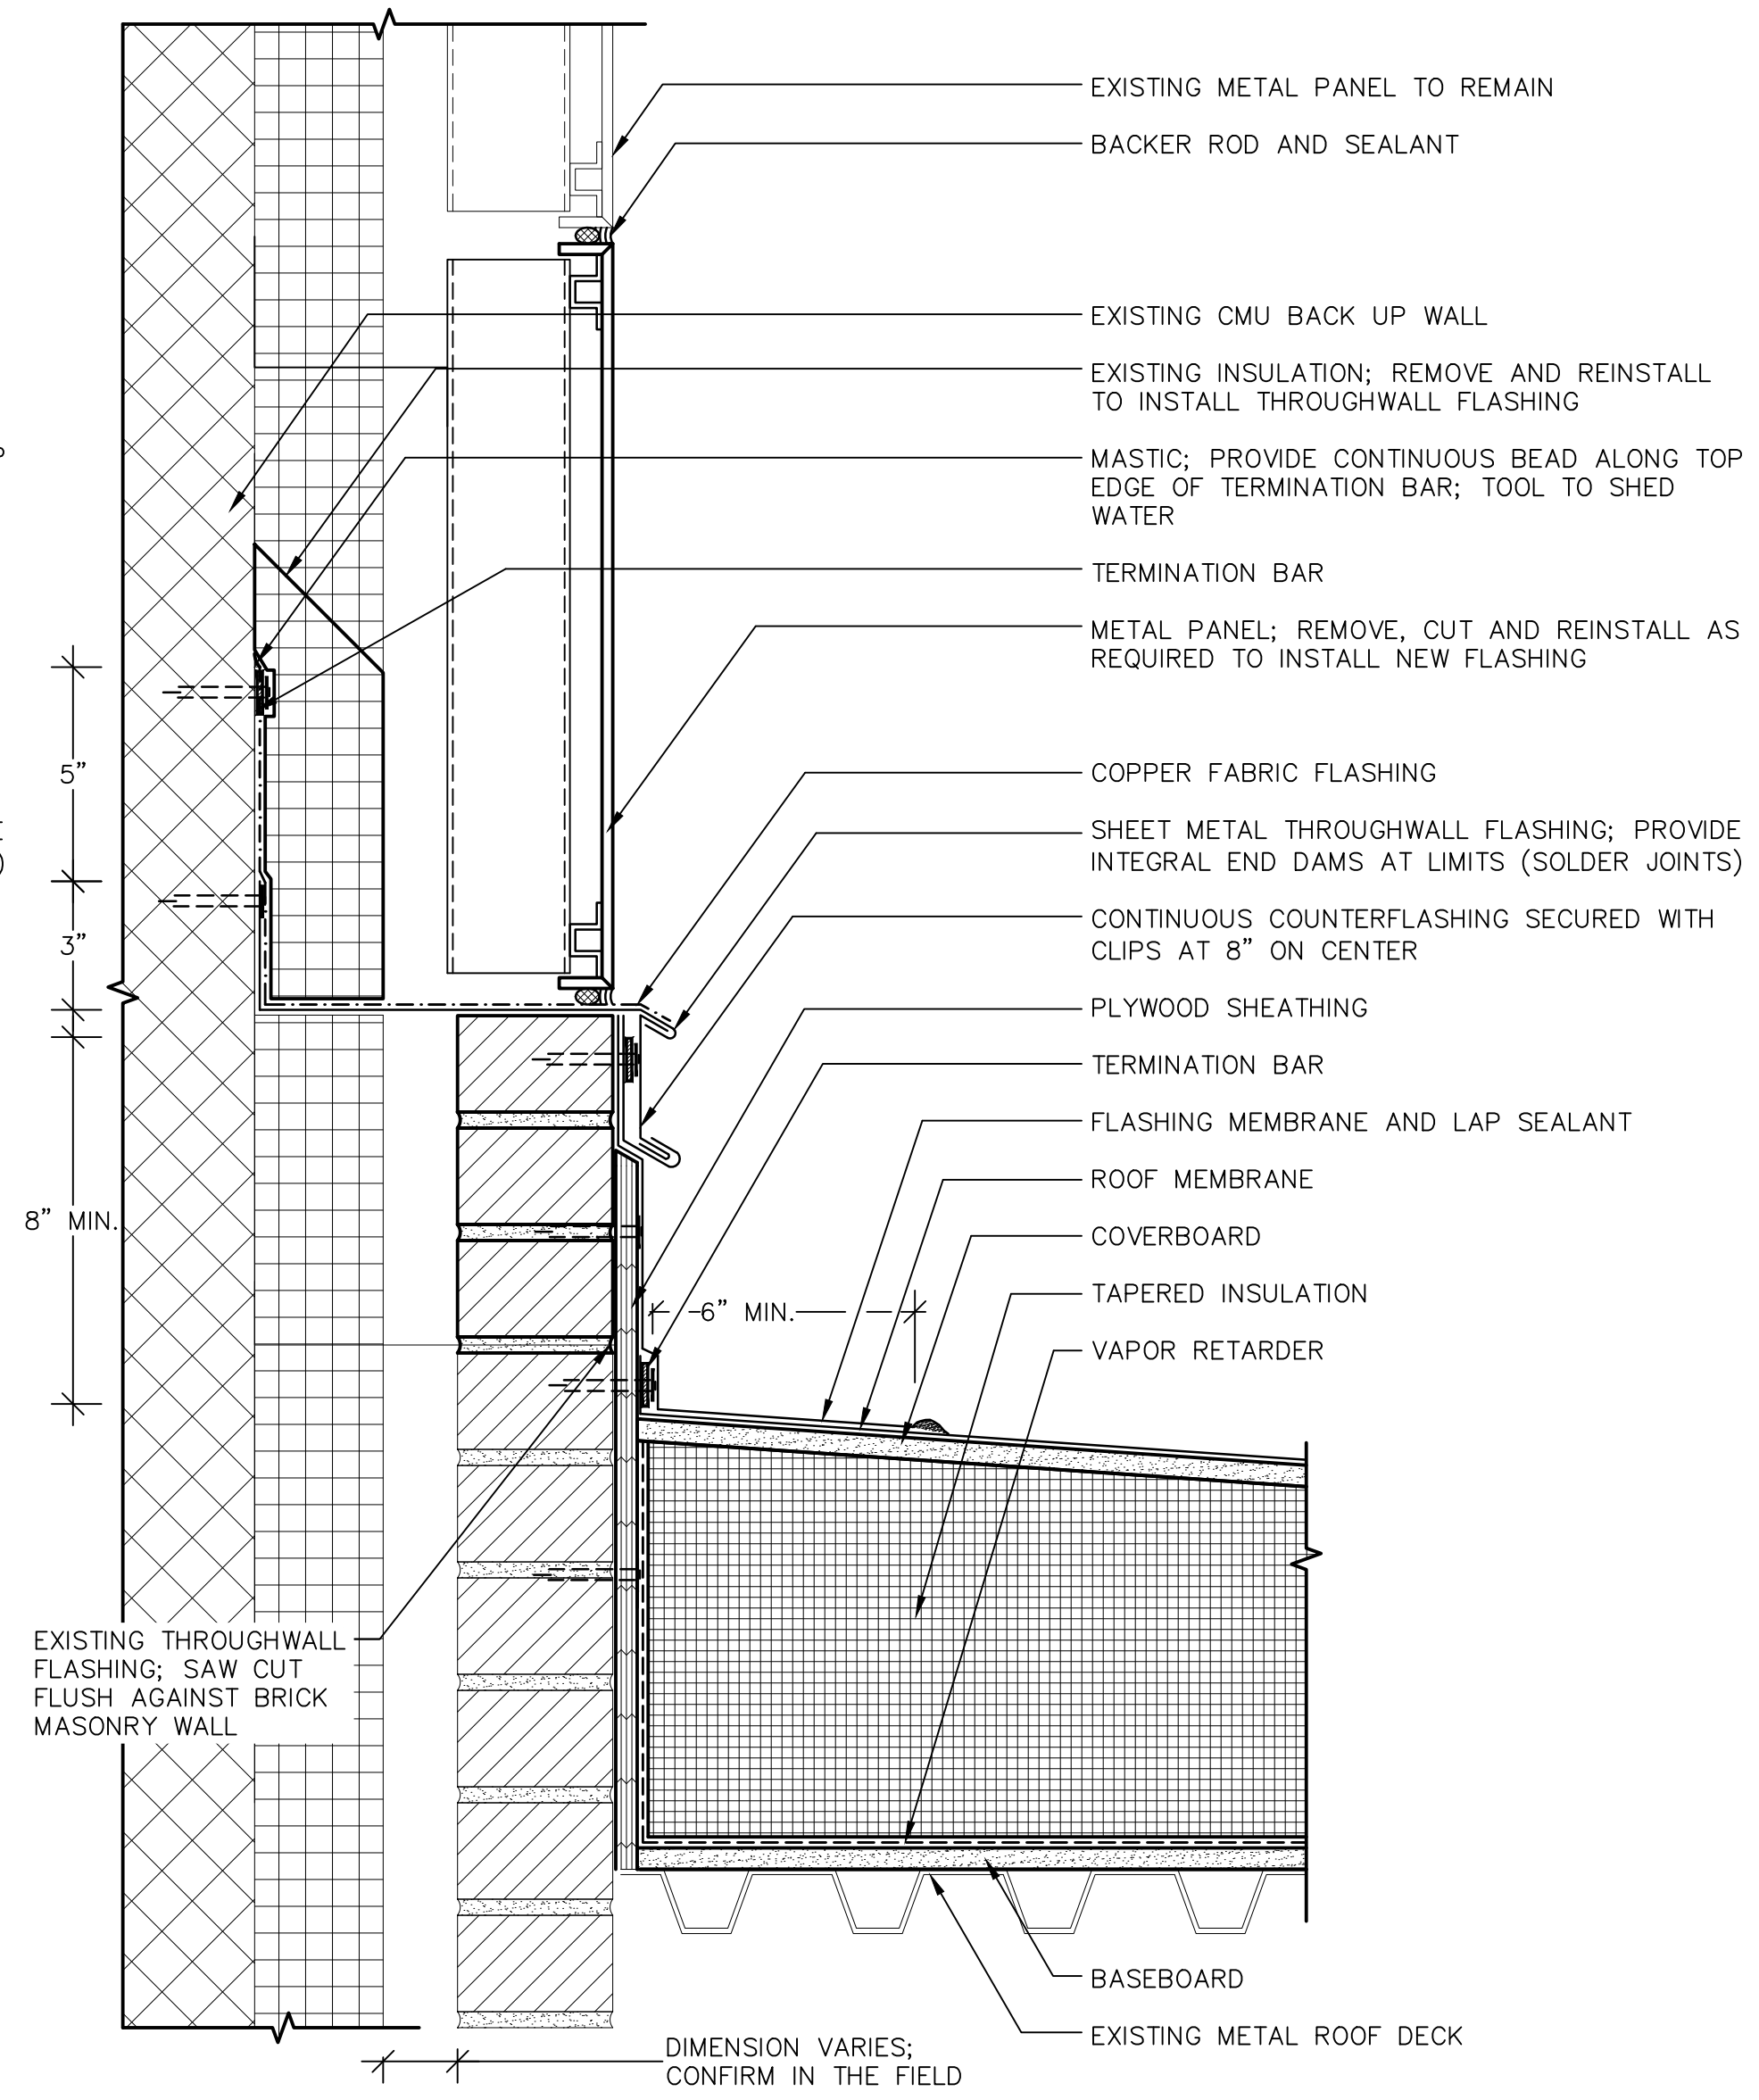 EXISTING METAL PANEL TO REMAIN
BACKER ROD AND SEALANT
EXISTING CMU BACK UP WALL
EXISTING INSULATION; REMOVE AND REINSTALL
TO INSTALL THROUGHWALL FLASHING
MASTIC; PROVIDE CONTINUOUS BEAD ALONG TOP
EDGE OF TERMINATION BAR; TOOL TO SHED
WATER
TERMINATION BAR
METAL PANEL; REMOVE, CUT AND REINSTALL AS
REQUIRED TO INSTALL NEW FLASHING
5”
COPPER FABRIC FLASHING
SHEET METAL THROUGHWALL FLASHING; PROVIDE
INTEGRAL END DAMS AT LIMITS (SOLDER JOINTS)
3”
CONTINUOUS COUNTERFLASHING SECURED WITH
CLIPS AT 8” ON CENTER
PLYWOOD SHEATHING
TERMINATION BAR
FLASHING MEMBRANE AND LAP SEALANT
ROOF MEMBRANE
8” MIN.
COVERBOARD
TAPERED INSULATION
6” MIN.
VAPOR RETARDER
EXISTING THROUGHWALL
FLASHING; SAW CUT
FLUSH AGAINST BRICK
MASONRY WALL
BASEBOARD
EXISTING METAL ROOF DECK
DIMENSION VARIES;
CONFIRM IN THE FIELD